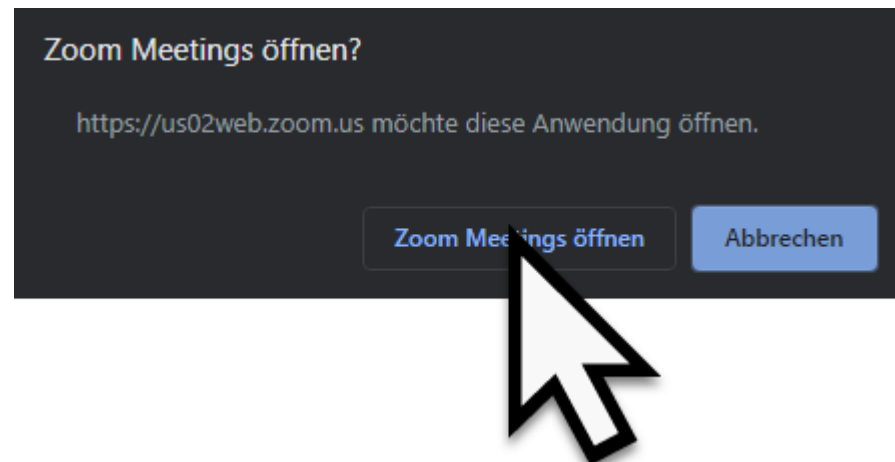 Zoom Meetings öffnen?
https://us02web.zoom.us möchte diese Anwendung öffnen.
Zoom Meetings öffnen
Abbrechen